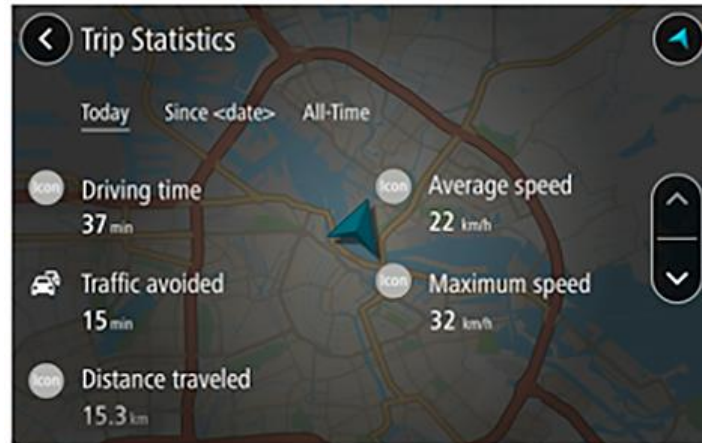 Trip Statistics
Today Since <date> All-Time
Icon Driving time
37 min
Icon Average speed
22 km/h
Traffic avoided
15 min
Icon Maximum speed
32 km/h
Icon Distance traveled
15.3 km